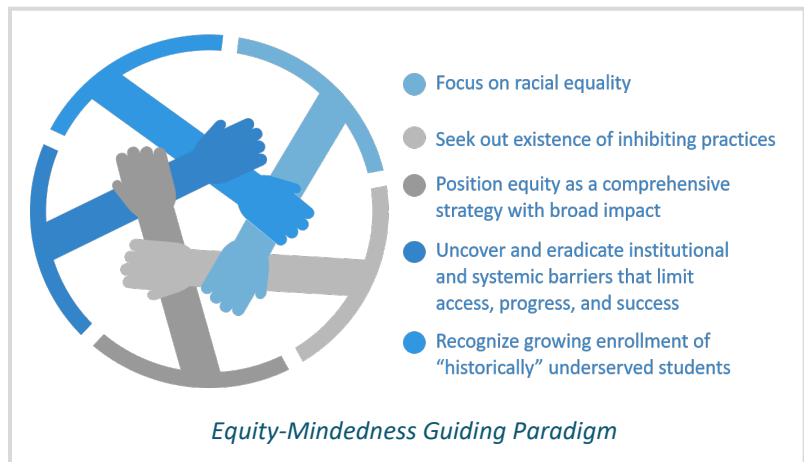 Focus on racial equality
Seek out existence of inhibiting practices
Position equity as a comprehensive
strategy with broad impact
Uncover and eradicate institutional
and systemic barriers that limit
access, progress, and success
Recognize growing enrollment of
“historically” underserved students
Equity-Mindedness Guiding Paradigm